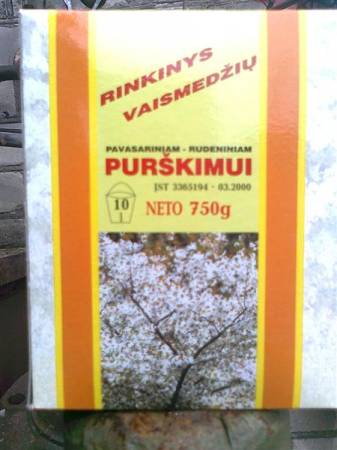 RINKINYS
VAISMEDŽIŲ
PAVASARINIAM - RUDENINIAM
PURŠKIMUI
ĮST 3365194 - 03.2000
10 l
NETO 750g